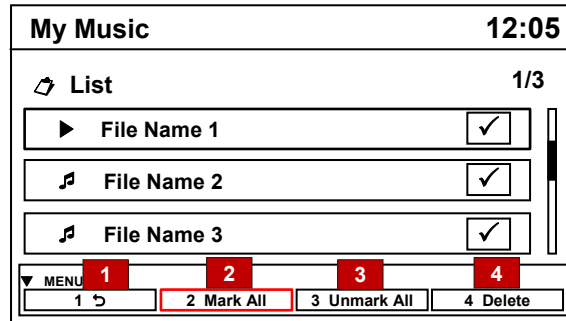 My Music 12:05
List 1/3
File Name 1
File Name 2
File Name 3
MENU 1 2 3 4
1 2 Mark All 3 Unmark All 4 Delete